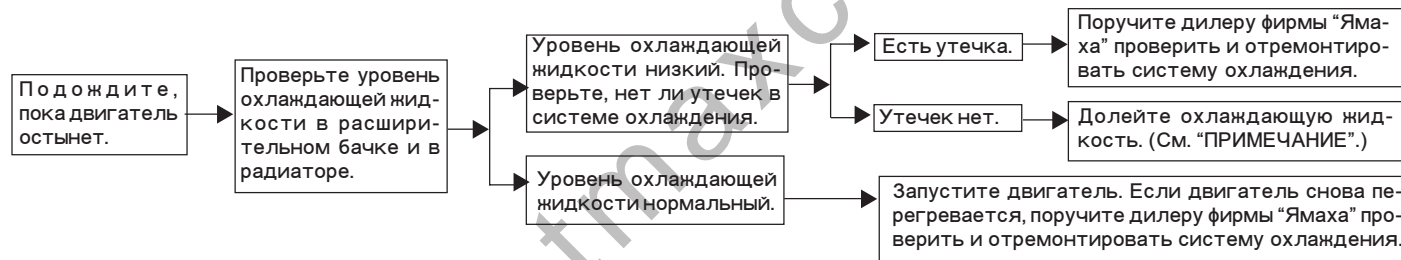 Подождите,
пока двигатель
остынет.
Проверьте уровень
охлаждающей жид-
кости в расшири-
тельном бачке и в
радиаторе.
Уровень охлаждающей
жидкости низкий. Про-
верьте, нет ли утечек в
системе охлаждения.
Есть утечка.
Поручите дилеру фирмы “Яма-
ха” проверить и отремонтиро-
вать систему охлаждения.
Утечек нет.
Долейте охлаждающую жид-
кость. (См. “ПРИМЕЧАНИЕ”.)
Уровень охлаждающей
жидкости нормальный.
Запустите двигатель. Если двигатель снова пе-
регревается, поручите дилеру фирмы “Ямаха” про-
верить и отремонтировать систему охлаждения.
tmaxc